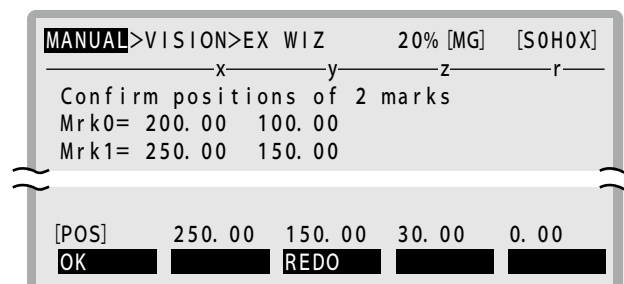 MANUAL>VISION>EX WIZ 20% [MG] [S0H0X]
x y z r
Confirm positions of 2 marks
Mrk0= 200.00 100.00
Mrk1= 250.00 150.00
[POS] 250.00 150.00 30.00 0.00
OK REDO